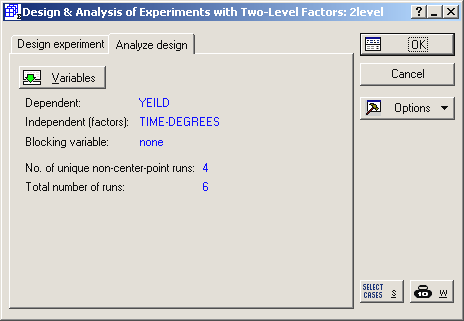 Design & Analysis of Experiments with Two-Level Factors: 2level
Design experiment
Analyze design
Variables
Dependent: YEILD
Independent (factors): TIME-DEGREES
Blocking variable: none
No. of unique non-center-point runs: 4
Total number of runs: 6
OK
Cancel
Options
SELECT CASES S
W